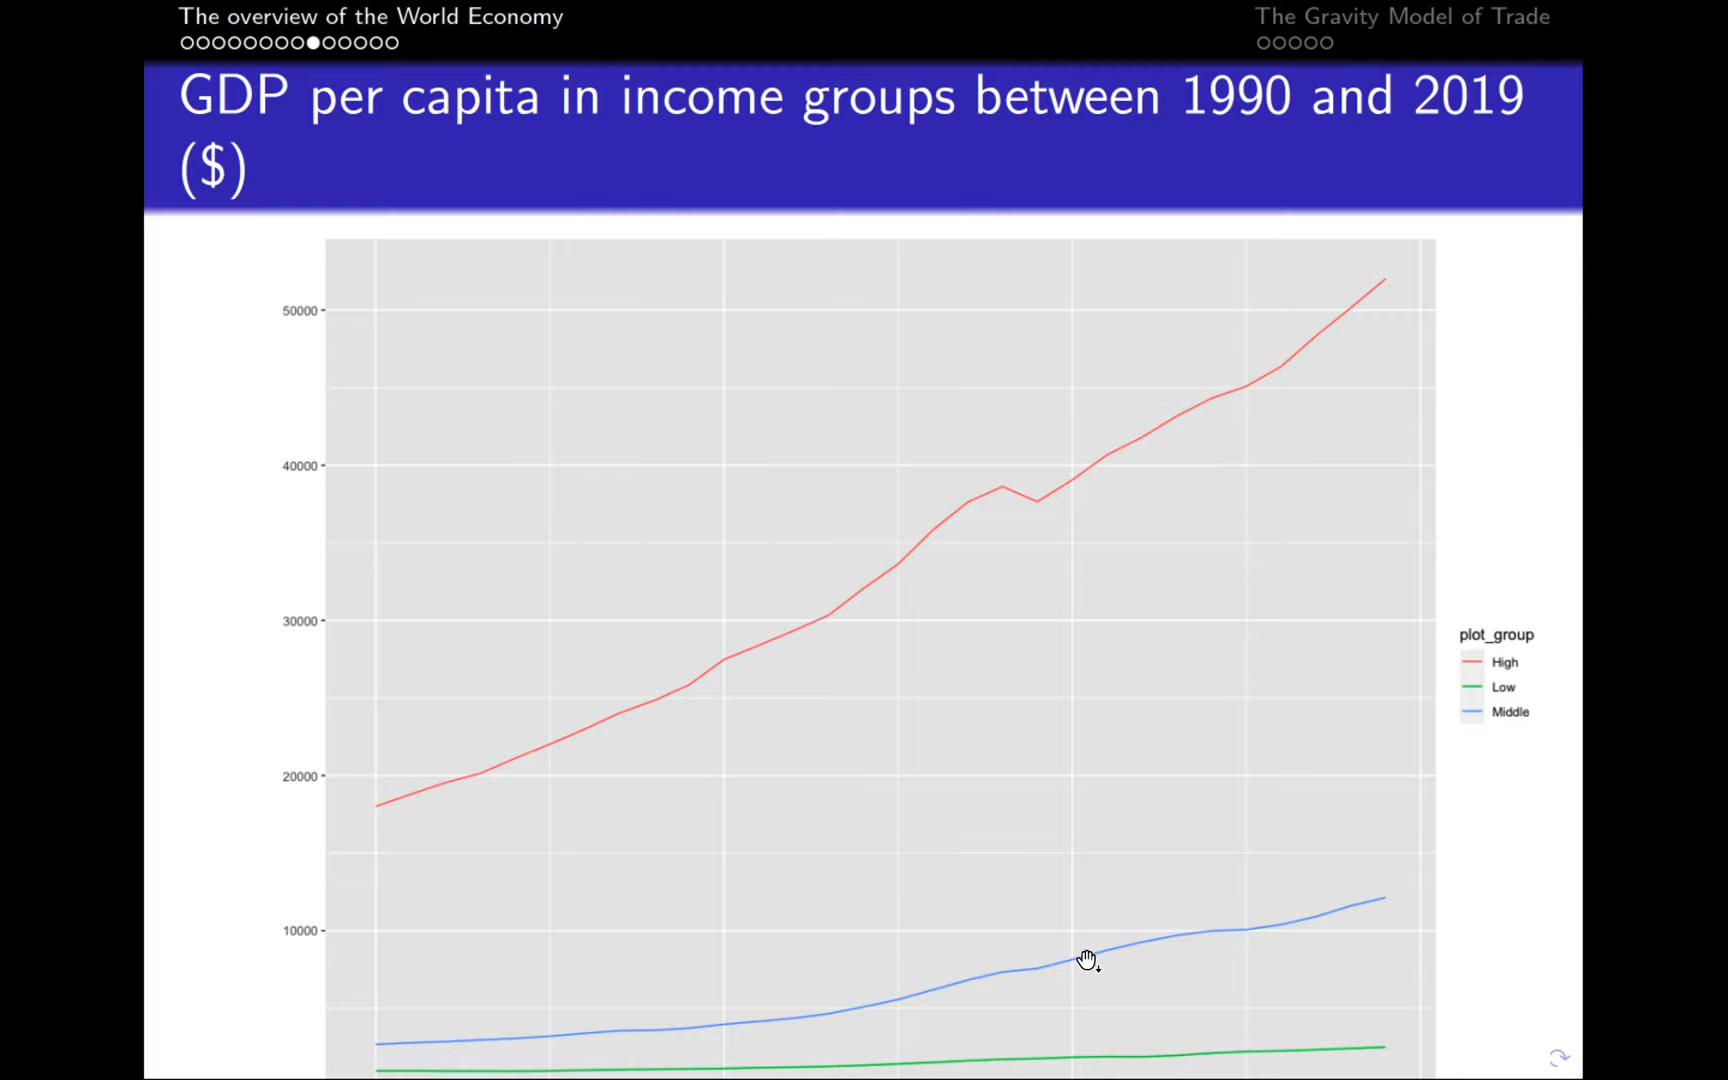 The overview of the World Economy
The Gravity Model of Trade
GDP per capita in income groups between 1990 and 2019
($)
50000
40000
30000
20000
10000
plot_group
High
Low
Middle